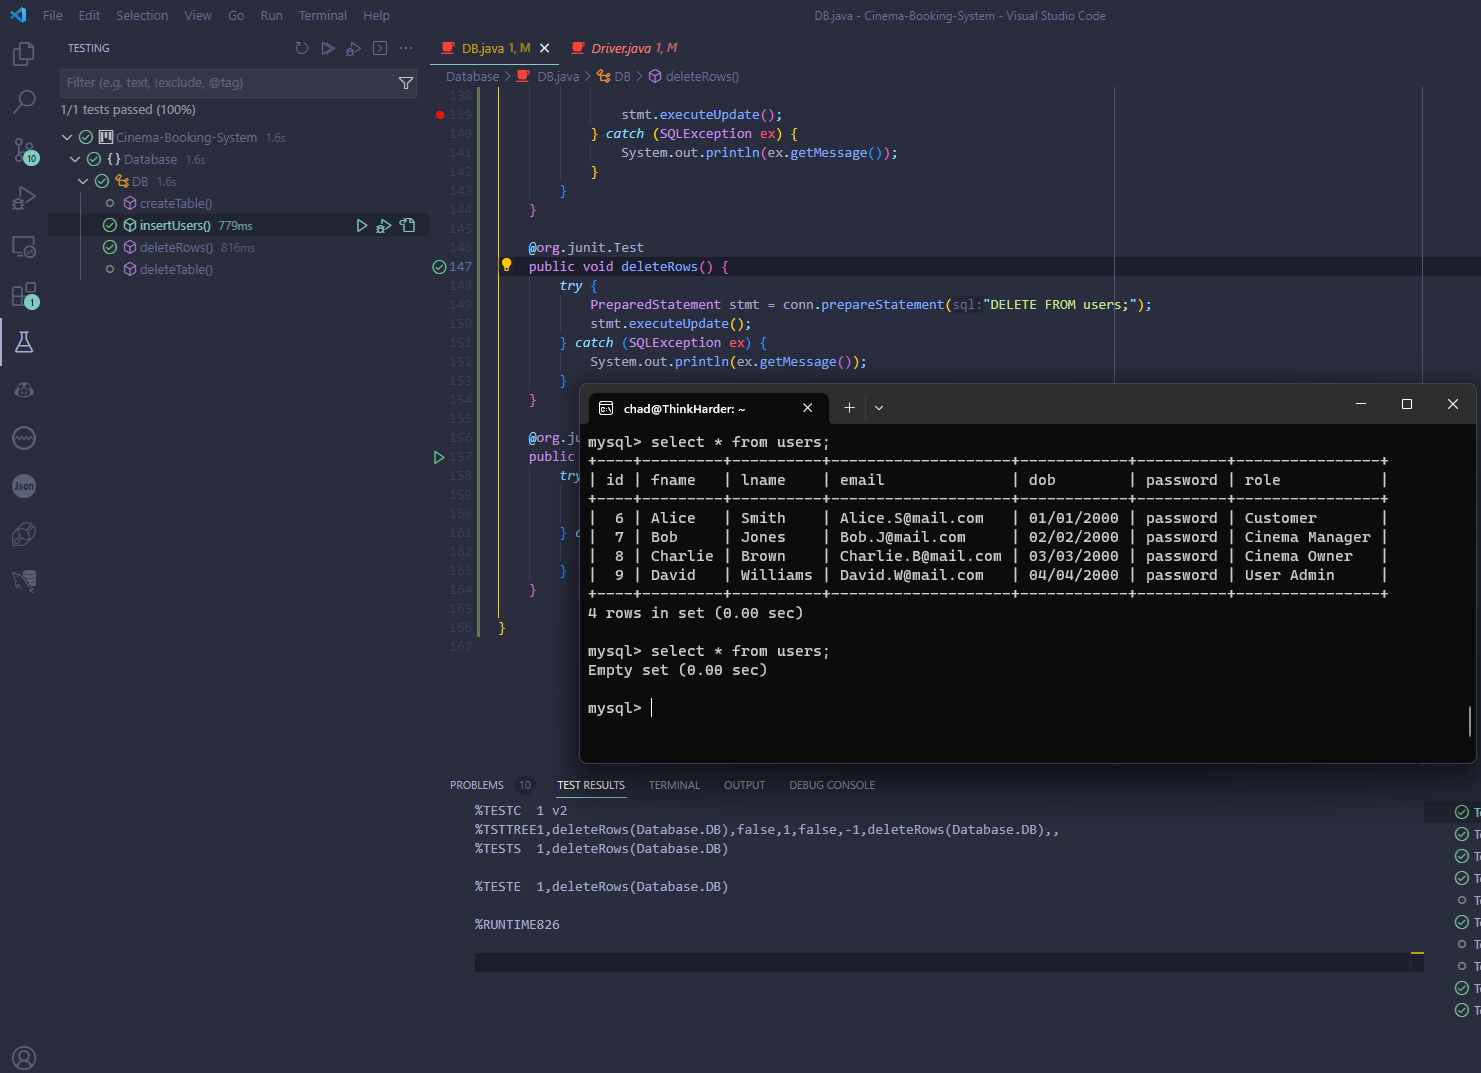 File Edit Selection View Go Run Terminal Help
DB.java - Cinema-Booking-System - Visual Studio Code
TESTING
Filter (e.g. text, !exclude, @tag)
1/1 tests passed (100%)
Cinema-Booking-System 1.6s
{} Database 1.6s
DB 1.6s
createTable()
insertUsers() 779ms
deleteRows() 816ms
deleteTable()
10
1
Json
DB.java 1, M
Driver.java 1, M
Database > DB.java > DB > deleteRows()
138
139 stmt.executeUpdate();
140 } catch (SQLException ex) {
141 System.out.println(ex.getMessage());
142 }
143 }
144 }
145
146 @org.junit.Test
147 public void deleteRows() {
148 try {
149 PreparedStatement stmt = conn.prepareStatement(sql:"DELETE FROM users;");
150 stmt.executeUpdate();
151 } catch (SQLException ex) {
152 System.out.println(ex.getMessage());
153 }
154 }
155
156 @org.ju
157 public
158 try
159
160
161 } c
162
163 }
164 }
165
166 }
167
chad@ThinkHarder: ~
mysql> select * from users;
+----+---------+----------+--------------------+------------+----------+----------------+
| id | fname | lname | email | dob | password | role |
+----+---------+----------+--------------------+------------+----------+----------------+
| 6 | Alice | Smith | Alice.S@mail.com | 01/01/2000 | password | Customer |
| 7 | Bob | Jones | Bob.J@mail.com | 02/02/2000 | password | Cinema Manager |
| 8 | Charlie | Brown | Charlie.B@mail.com | 03/03/2000 | password | Cinema Owner |
| 9 | David | Williams | David.W@mail.com | 04/04/2000 | password | User Admin |
+----+---------+----------+--------------------+------------+----------+----------------+
4 rows in set (0.00 sec)
mysql> select * from users;
Empty set (0.00 sec)
mysql>
PROBLEMS 10 TEST RESULTS TERMINAL OUTPUT DEBUG CONSOLE
%TESTC 1 v2
%TSTTREE1,deleteRows(Database.DB),false,1,false,-1,deleteRows(Database.DB),,
%TESTS 1,deleteRows(Database.DB)
%TESTE 1,deleteRows(Database.DB)
%RUNTIME826